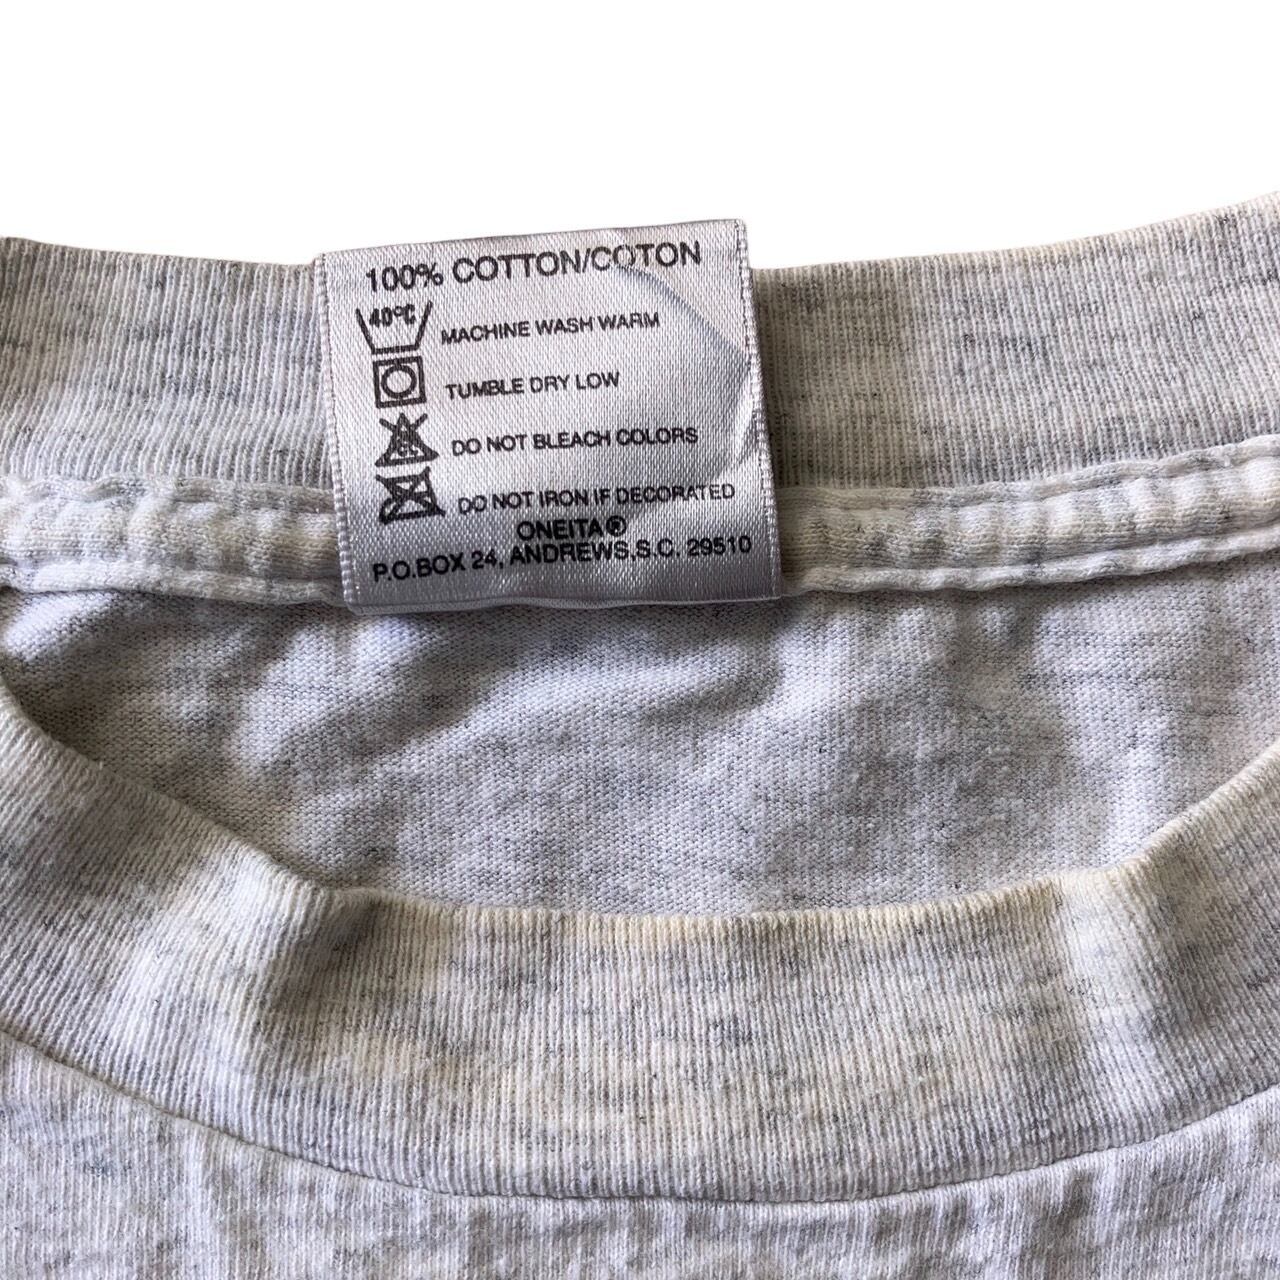 100% COTTON/COTON
40°C
MACHINE WASH WARM
TUMBLE DRY LOW
DO NOT BLEACH COLORS
DO NOT IRON IF DECORATED
ONEITA®
P.O.BOX 24, ANDREWS,S.C. 29510